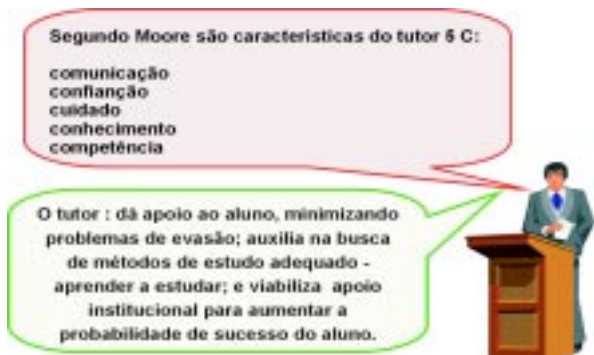 Segundo Moore são características do tutor 5 C:
comunicação
confianção
cuidado
conhecimento
competência
O tutor : dá apoio ao aluno, minimizando
problemas de evasão; auxilia na busca
de métodos de estudo adequado -
aprender a estudar; e viabiliza apoio
institucional para aumentar a
probabilidade de sucesso do aluno.